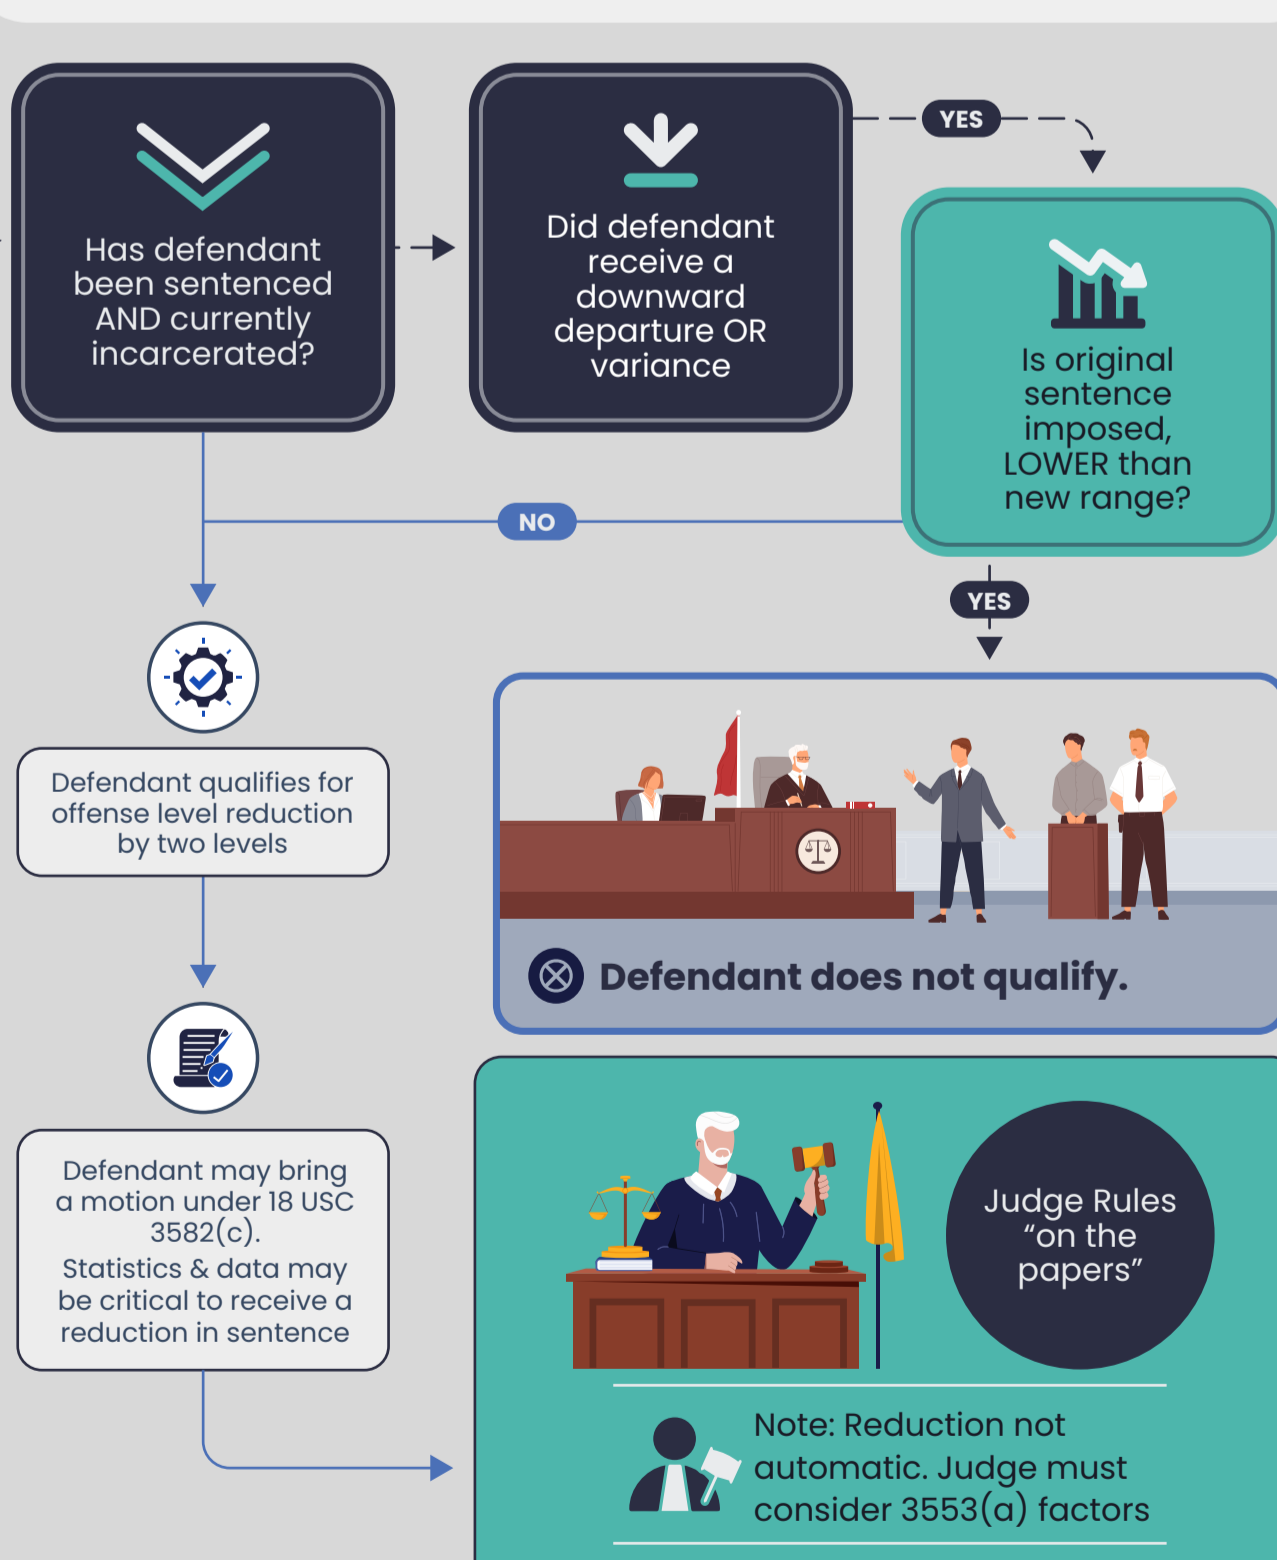 Has defendant
been sentenced
AND currently
incarcerated?
Did defendant
receive a
downward
departure OR
variance
YES
Is original
sentence
imposed,
LOWER than
new range?
NO
YES
Defendant qualifies for
offense level reduction
by two levels
Defendant does not qualify.
Defendant may bring
a motion under 18 USC
3582(c).
Statistics & data may
be critical to receive a
reduction in sentence
Judge Rules
“on the
papers”
Note: Reduction not
automatic. Judge must
consider 3553(a) factors